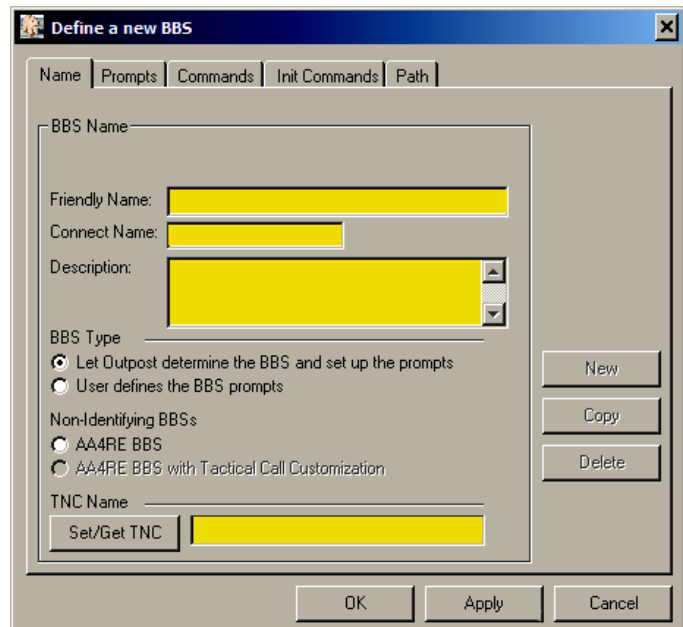 Define a new BBS
Name Prompts Commands Init Commands Path
BBS Name
Friendly Name:
Connect Name:
Description:
BBS Type
Let Outpost determine the BBS and set up the prompts
User defines the BBS prompts
Non-Identifying BBSs
AA4RE BBS
AA4RE BBS with Tactical Call Customization
TNC Name
Set/Get TNC
New
Copy
Delete
OK Apply Cancel